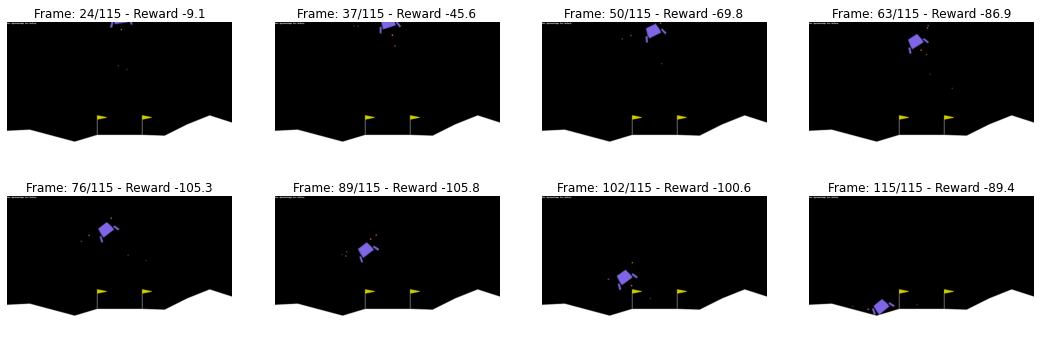 Frame: 24/115 - Reward -9.1
Frame: 37/115 - Reward -45.6
Frame: 50/115 - Reward -69.8
Frame: 63/115 - Reward -86.9
Frame: 76/115 - Reward -105.3
Frame: 89/115 - Reward -105.8
Frame: 102/115 - Reward -100.6
Frame: 115/115 - Reward -89.4